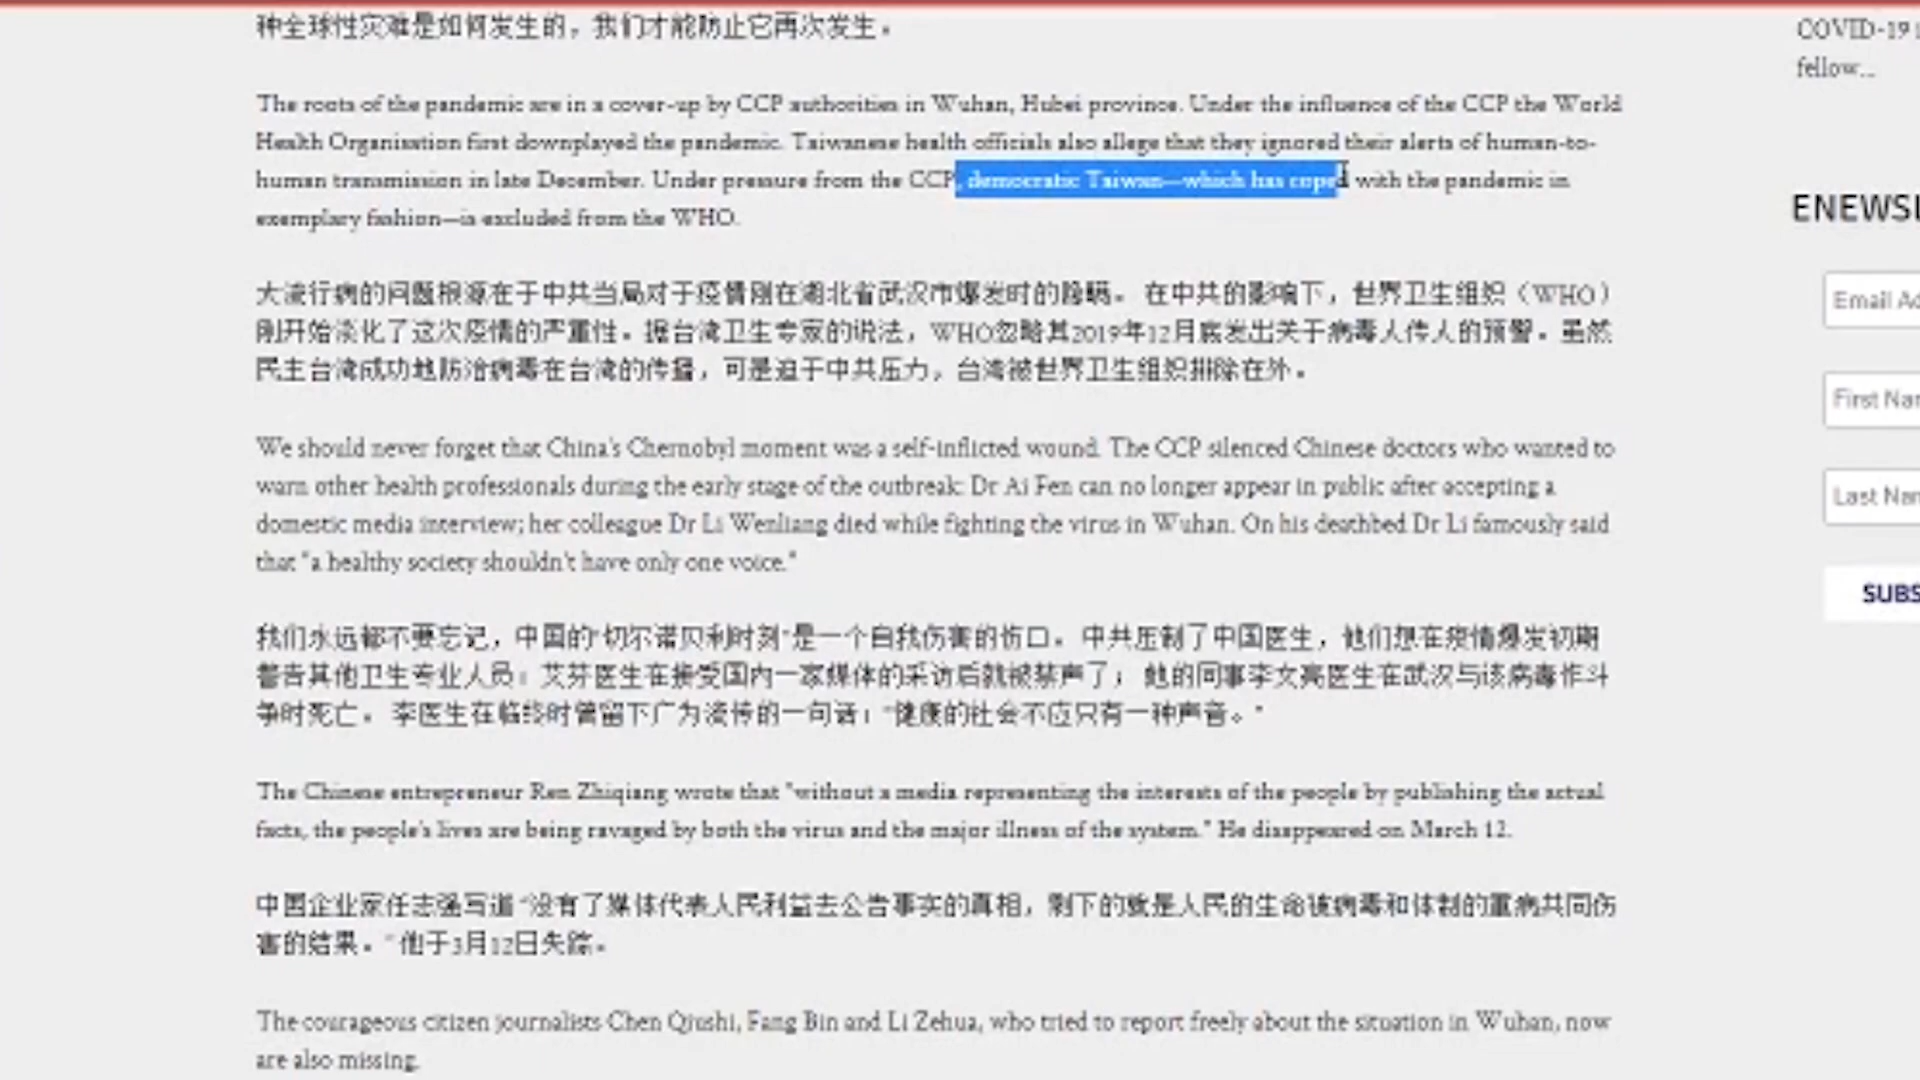 种全球性灾难是如何发生的，我们才能防止它再次发生。
The roots of the pandemic are in a cover-up by CCP authorities in Wuhan, Hubei province. Under the influence of the CCP the World
Health Organisation first downplayed the pandemic. Taiwanese health officials also allege that they ignored their alerts of human-to-
human transmission in late December. Under pressure from the CCP, democratic Taiwan—which has coped with the pandemic in
exemplary fashion—is excluded from the WHO.
大流行病的问题根源在于中共当局对于疫情刚在湖北省武汉市爆发时的隐瞒。在中共的影响下，世界卫生组织（WHO）
刚开始淡化了这次疫情的严重性。据台湾卫生专家的说法，WHO忽略其2019年12月底发出关于病毒人传人的预警。虽然
民主台湾成功地防治病毒在台湾的传播，可是迫于中共压力，台湾被世界卫生组织排除在外。
We should never forget that China's Chernobyl moment was a self-inflicted wound. The CCP silenced Chinese doctors who wanted to
warn other health professionals during the early stage of the outbreak: Dr Ai Fen can no longer appear in public after accepting a
domestic media interview; her colleague Dr Li Wenliang died while fighting the virus in Wuhan. On his deathbed Dr Li famously said
that "a healthy society shouldn't have only one voice."
我们永远都不要忘记，中国的"切尔诺贝利时刻"是一个自我伤害的伤口。中共压制了中国医生，他们想在疫情爆发初期
警告其他卫生专业人员：艾芬医生在接受国内一家媒体的采访后就被禁声了；她的同事李文亮医生在武汉与该病毒作斗
争时死亡。李医生在临终时曾留下广为流传的一句话："健康的社会不应只有一种声音。"
The Chinese entrepreneur Ren Zhiqiang wrote that "without a media representing the interests of the people by publishing the actual
facts, the people's lives are being ravaged by both the virus and the major illness of the system." He disappeared on March 12.
中国企业家任志强写道"没有了媒体代表人民利益去公告事实的真相，剩下的就是人民的生命被病毒和体制的重病共同伤
害的结果。"他于3月12日失踪。
The courageous citizen journalists Chen Qiushi, Fang Bin and Li Zehua, who tried to report freely about the situation in Wuhan, now
are also missing.
COVID-19
fellow...
ENEWSL
Email Ad
First Nam
Last Nam
SUBS